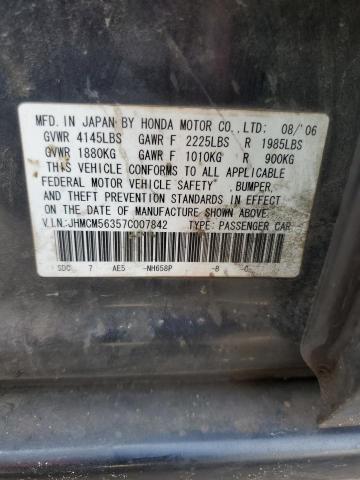 MFD. IN JAPAN BY HONDA MOTOR CO.,LTD: 08/'06
GVWR 4145LBS GAWR F 2225LBS R 1985LBS
GVWR 1880KG GAWR F 1010KG R 900KG
THIS VEHICLE CONFORMS TO ALL APPLICABLE
FEDERAL MOTOR VEHICLE SAFETY ,BUMPER,
AND THEFT PREVENTION STANDARDS IN EFFECT
ON THE DATE OF MANUFACTURE SHOWN ABOVE.
V.I.N.:JHMCM56357C007842 TYPE: PASSENGER CAR
SDC 7 AE5 -NH658P -B -C-